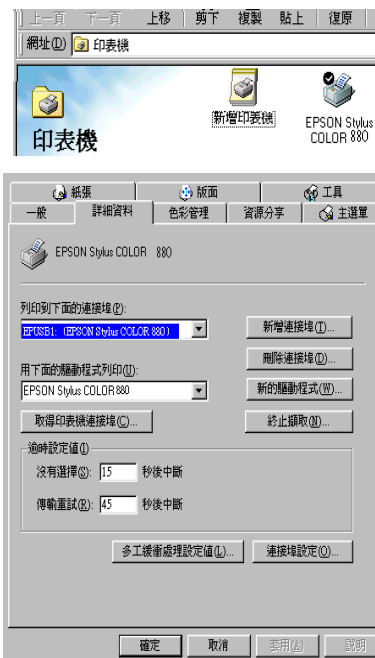 上一頁 下一頁 上移 剪下 複製 貼上 復原
網址(D) 印表機
印表機
新增印表機
EPSON Stylus
COLOR 880
紙張 版面 工具
一般 詳細資料 色彩管理 資源分享 主選單
EPSON Stylus COLOR 880
列印到下面的連接埠(P):
EPUSB1: (EPSON Stylus COLOR 880)
新增連接埠(T)...
刪除連接埠(D)...
用下面的驅動程式列印(U):
EPSON Stylus COLOR 880
新的驅動程式(W)...
取得印表機連接埠(C)...
終止擷取(N)...
逾時設定值(I)
沒有選擇(S): 15 秒後中斷
傳輸重試(R): 45 秒後中斷
多工緩衝處理設定值(L)...
連接埠設定(O)...
確定 取消 套用(A) 說明